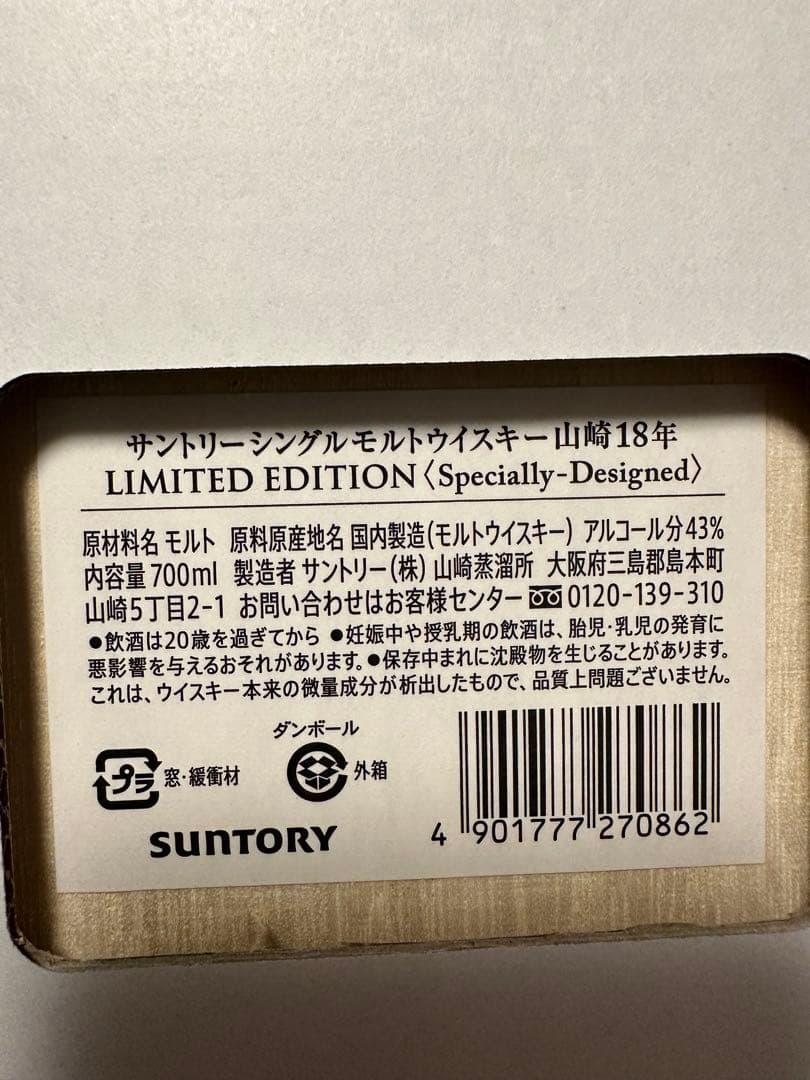 サントリーシングルモルトウイスキー山崎18年
LIMITED EDITION〈Specially-Designed〉
原材料名 モルト 原料原産地名 国内製造(モルトウイスキー) アルコール分43%
内容量700ml 製造者 サントリー(株) 山崎蒸溜所 大阪府三島郡島本町
山崎5丁目2-1 お問い合わせはお客様センター 0120-139-310
●飲酒は20歳を過ぎてから ●妊娠中や授乳期の飲酒は、胎児・乳児の発育に
悪影響を与えるおそれがあります。●保存中まれに沈殿物を生じることがあります。
これは、ウイスキー本来の微量成分が析出したもので、品質上問題ございません。
プラ 窓・緩衝材
ダンボール
外箱
SUNTORY
4 901777 270862